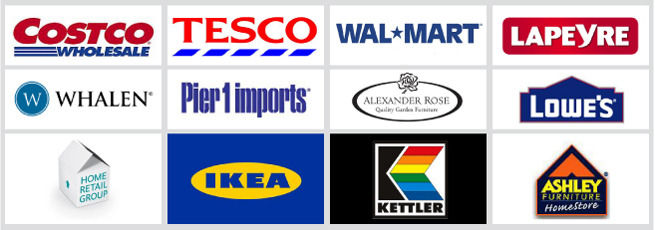 COSTCO
WHOLESALE
TESCO
WAL★MART
LAPEYRE
W WHALEN®
Pier 1 imports®
ALEXANDER ROSE
Quality Garden Furniture
LOWE'S
HOME
RETAIL
GROUP
IKEA
KETTLER
ASHLEY
FURNITURE
HomeStore